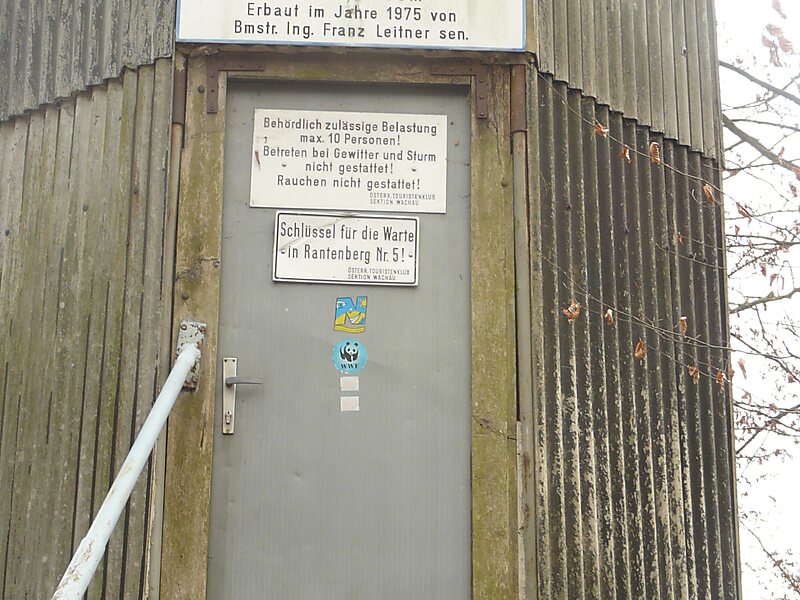 Erbaut im Jahre 1975 von
Bmstr. Ing. Franz Leitner sen.
Behördlich zulässige Belastung
max. 10 Personen!
Betreten bei Gewitter und Sturm
nicht gestattet!
Rauchen nicht gestattet!
ÖSTERR. TOURISTENKLUB
SEKTION WACHAU
Schlüssel für die Warte
- in Rantenberg Nr. 5! -
ÖSTERR. TOURISTENKLUB
SEKTION WACHAU
N
WWF